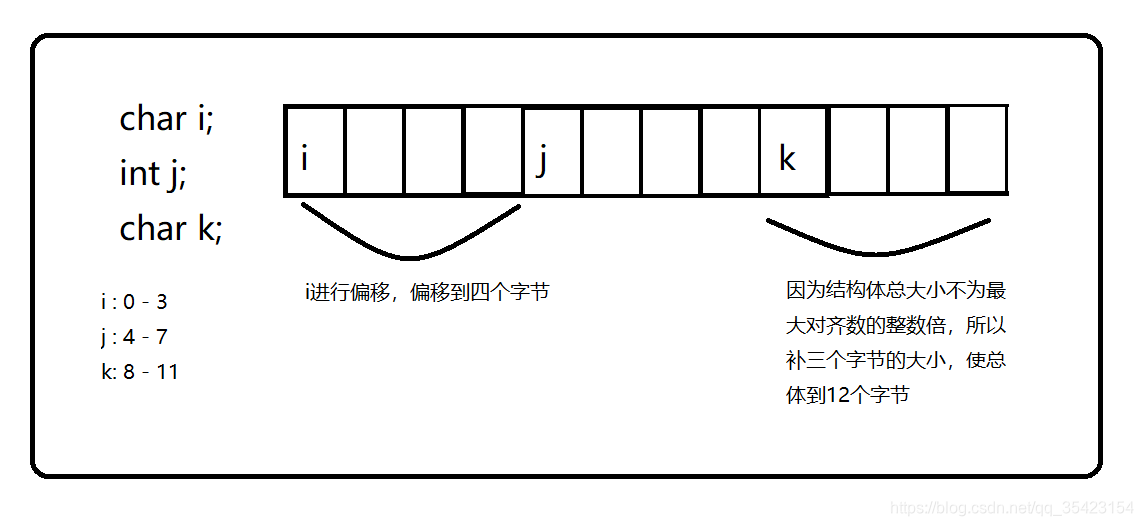 char i;
int j;
char k;
i
j
k
i : 0 - 3
j : 4 - 7
k: 8 - 11
i进行偏移，偏移到四个字节
因为结构体总大小不为最
大对齐数的整数倍，所以
补三个字节的大小，使总
体到12个字节
https://blog.csdn.net/qq_35423154